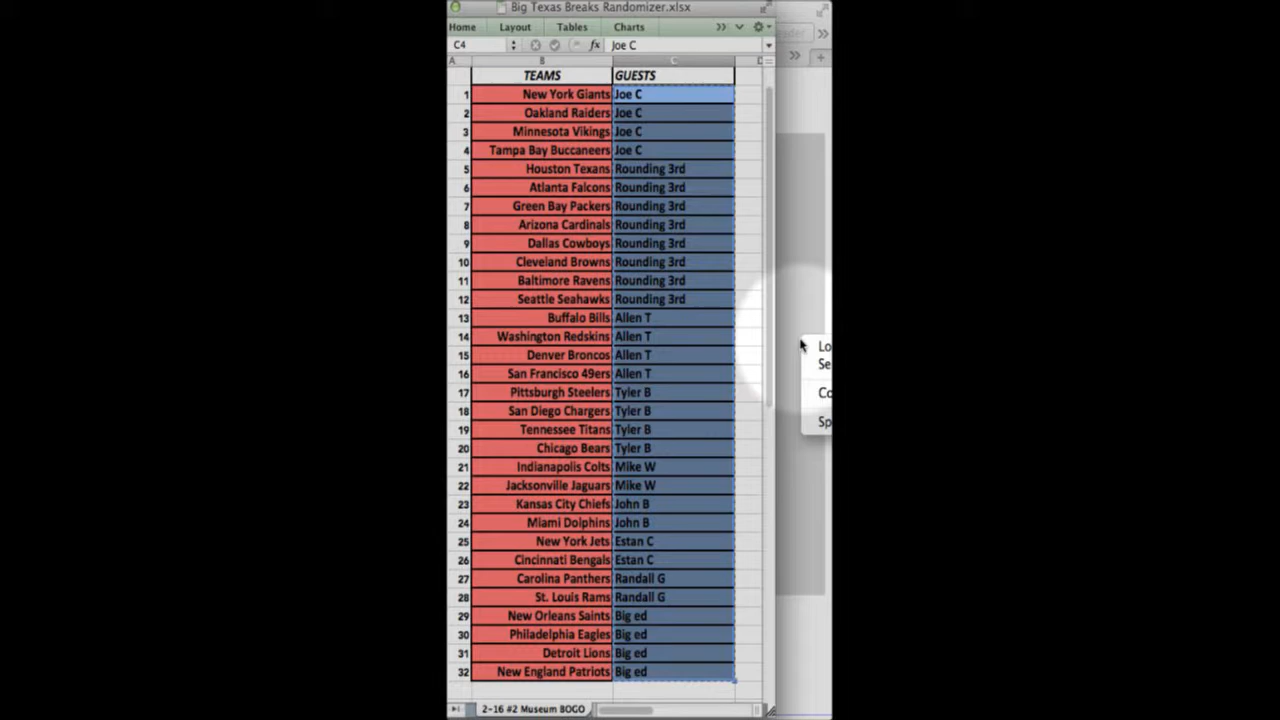 Big Texas Breaks Randomizer.xlsx
Home Layout Tables Charts
C4 fx Joe C
A B C D
TEAMS GUESTS
1 New York Giants Joe C
2 Oakland Raiders Joe C
3 Minnesota Vikings Joe C
4 Tampa Bay Buccaneers Joe C
5 Houston Texans Rounding 3rd
6 Atlanta Falcons Rounding 3rd
7 Green Bay Packers Rounding 3rd
8 Arizona Cardinals Rounding 3rd
9 Dallas Cowboys Rounding 3rd
10 Cleveland Browns Rounding 3rd
11 Baltimore Ravens Rounding 3rd
12 Seattle Seahawks Rounding 3rd
13 Buffalo Bills Allen T
14 Washington Redskins Allen T
15 Denver Broncos Allen T
16 San Francisco 49ers Allen T
17 Pittsburgh Steelers Tyler B
18 San Diego Chargers Tyler B
19 Tennessee Titans Tyler B
20 Chicago Bears Tyler B
21 Indianapolis Colts Mike W
22 Jacksonville Jaguars Mike W
23 Kansas City Chiefs John B
24 Miami Dolphins John B
25 New York Jets Estan C
26 Cincinnati Bengals Estan C
27 Carolina Panthers Randall G
28 St. Louis Rams Randall G
29 New Orleans Saints Big ed
30 Philadelphia Eagles Big ed
31 Detroit Lions Big ed
32 New England Patriots Big ed
Lo
Se
Co
Sp
2-16 #2 Museum BOGO